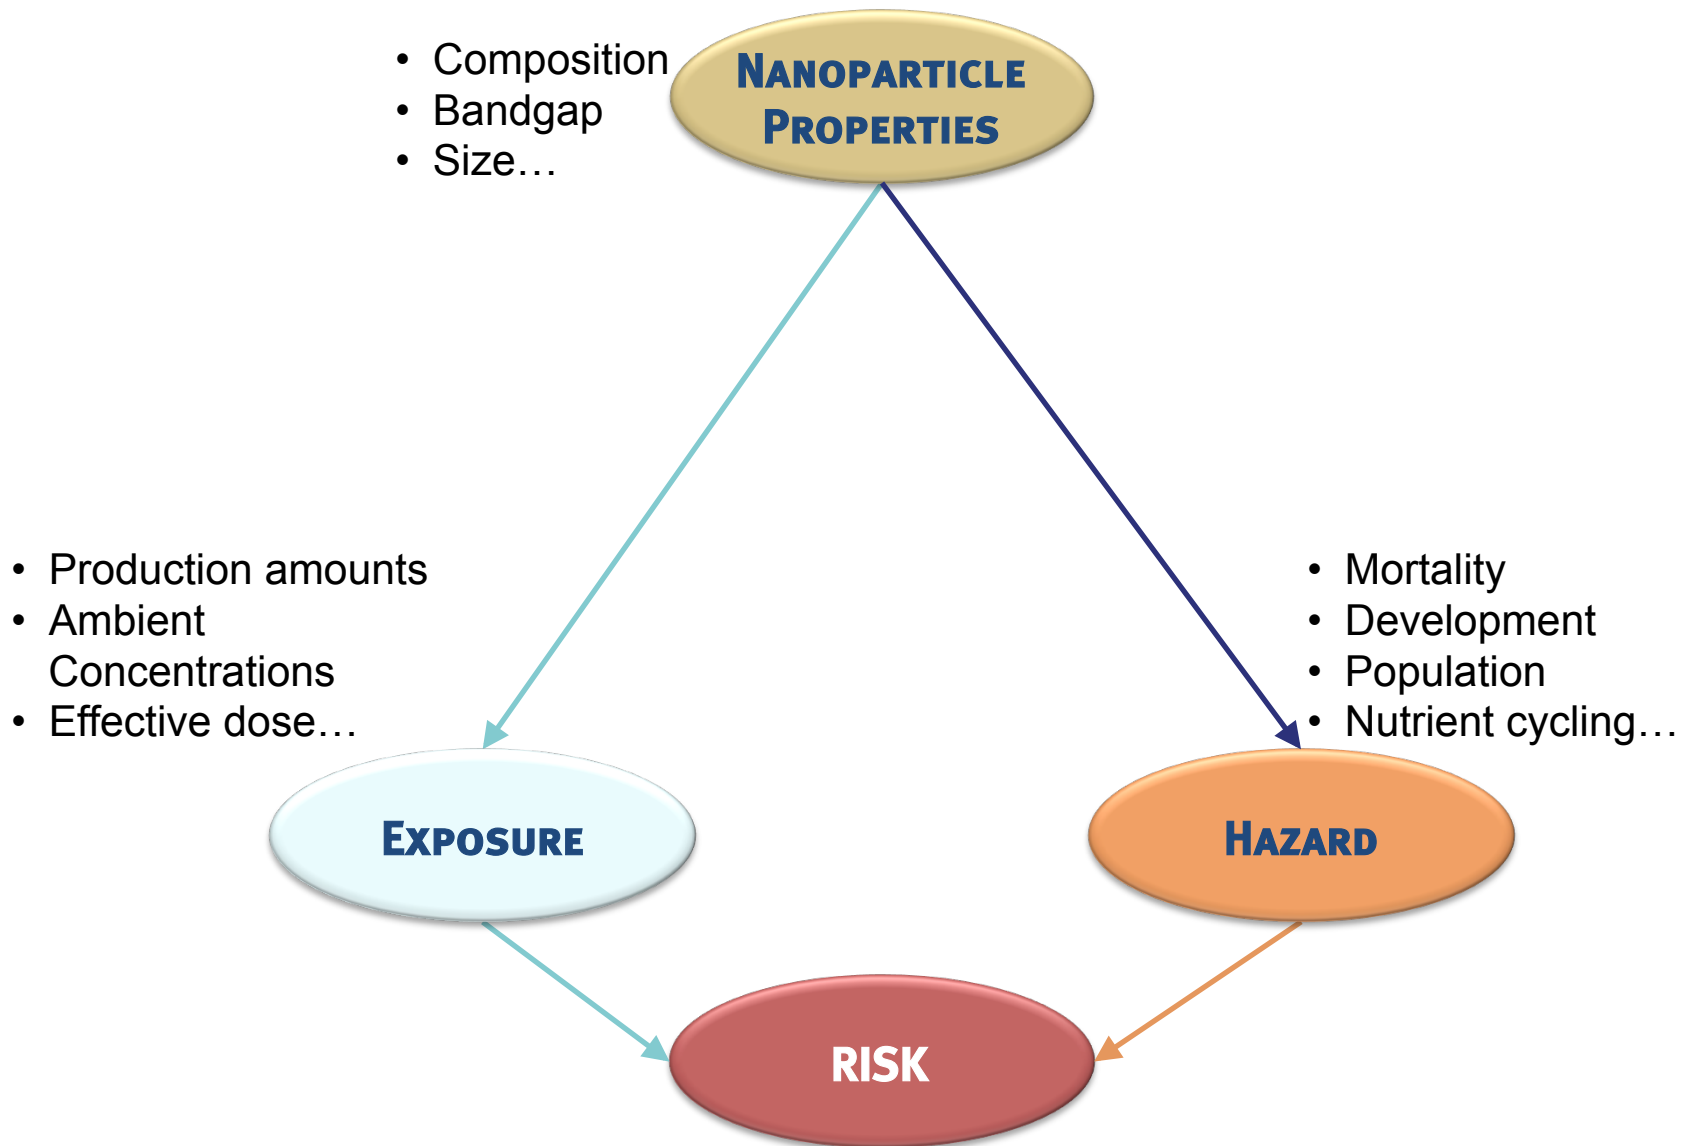 • Composition
• Bandgap
• Size…
NANOPARTICLE
PROPERTIES
• Production amounts
• Ambient
Concentrations
• Effective dose…
• Mortality
• Development
• Population
• Nutrient cycling…
EXPOSURE
HAZARD
RISK